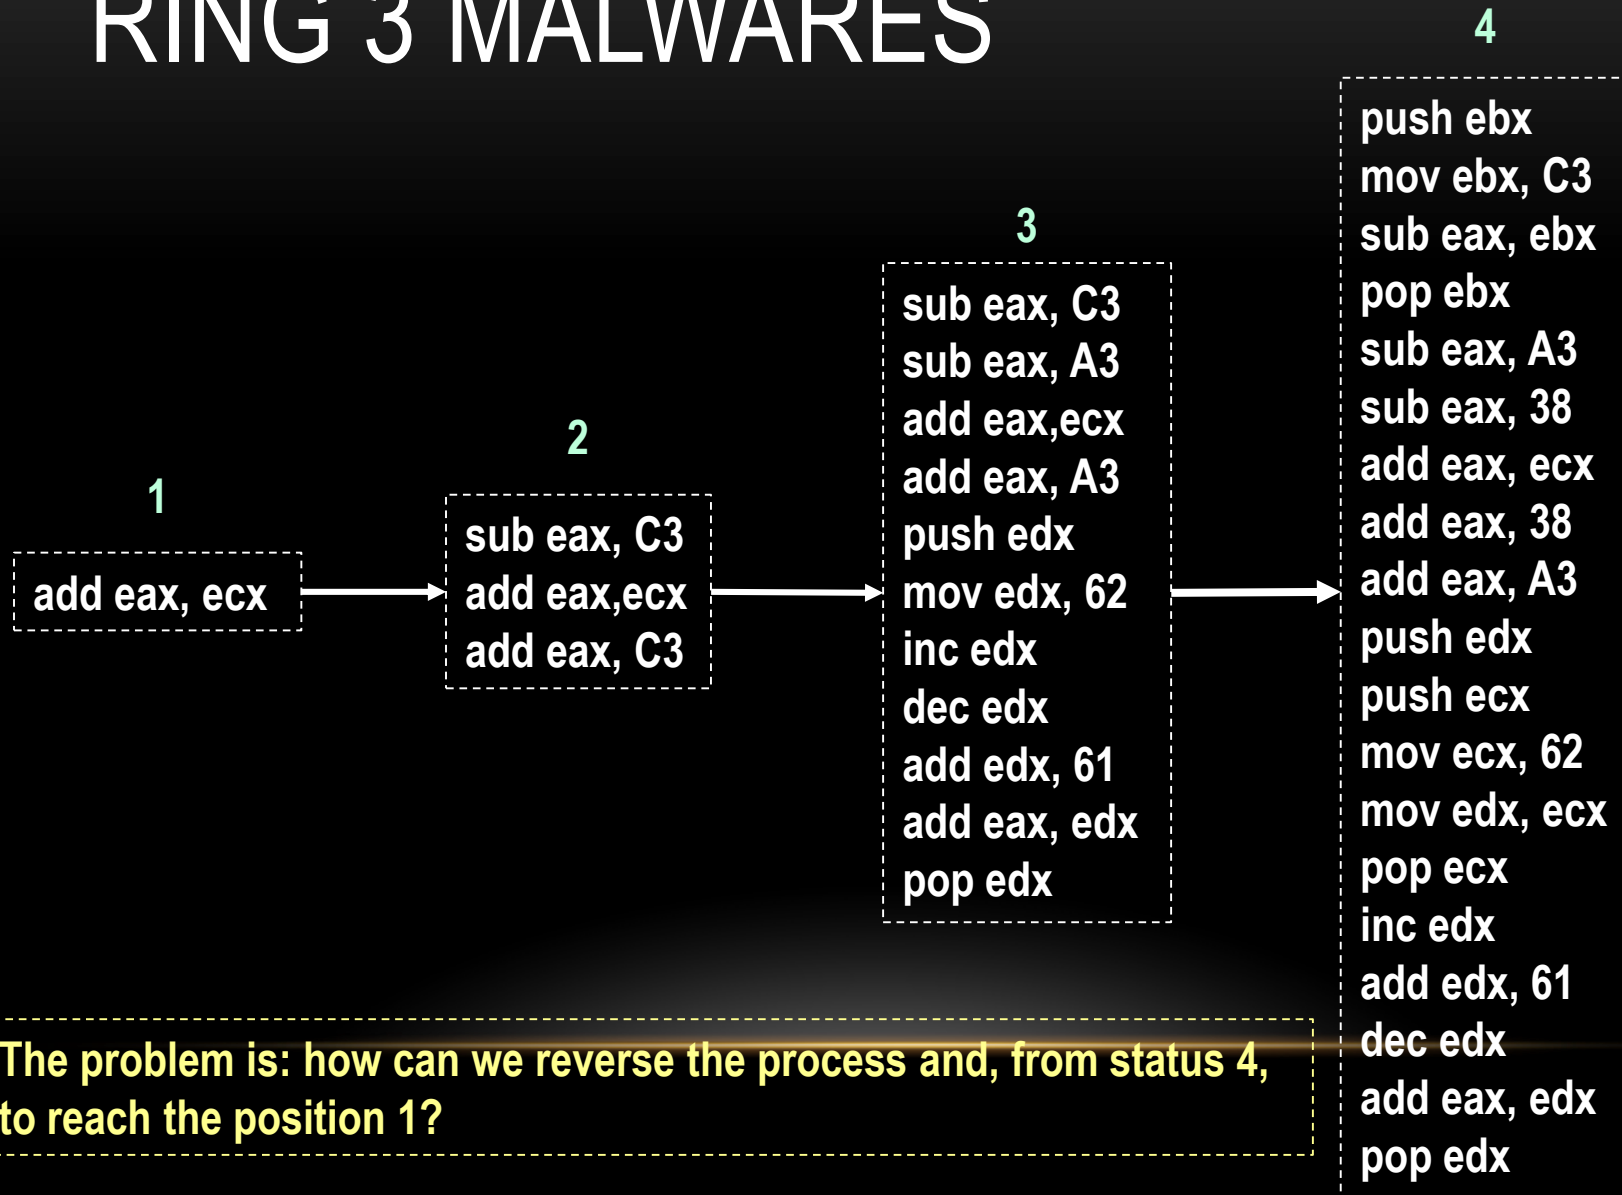 RING 3 MALWARES
1
add eax, ecx
2
sub eax, C3
add eax,ecx
add eax, C3
3
sub eax, C3
sub eax, A3
add eax,ecx
add eax, A3
push edx
mov edx, 62
inc edx
dec edx
add edx, 61
add eax, edx
pop edx
4
push ebx
mov ebx, C3
sub eax, ebx
pop ebx
sub eax, A3
sub eax, 38
add eax, ecx
add eax, 38
add eax, A3
push edx
push ecx
mov ecx, 62
mov edx, ecx
pop ecx
inc edx
add edx, 61
dec edx
add eax, edx
pop edx
The problem is: how can we reverse the process and, from status 4,
to reach the position 1?